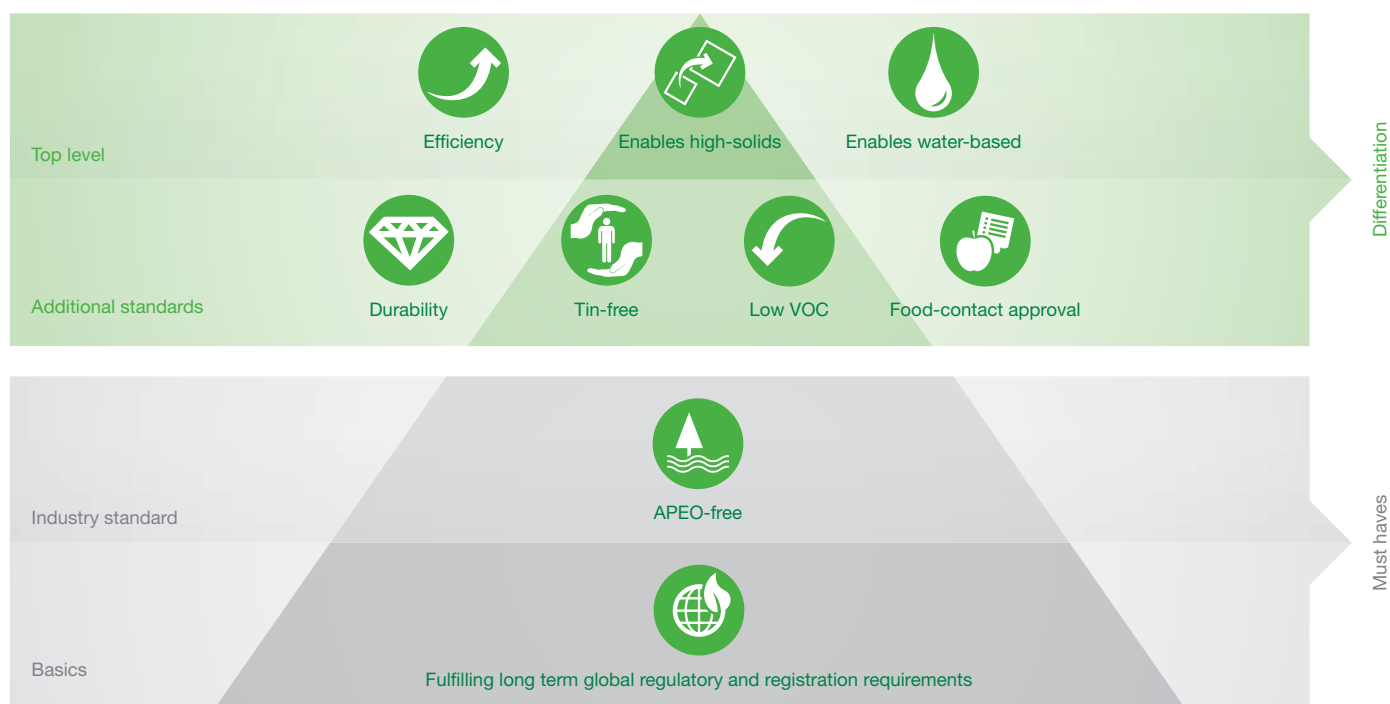 Efficiency
Enables high-solids
Enables water-based
Top level
Differentiation
Durability
Tin-free
Low VOC
Food-contact approval
Additional standards
APEO-free
Industry standard
Must haves
Basics
Fulfilling long term global regulatory and registration requirements